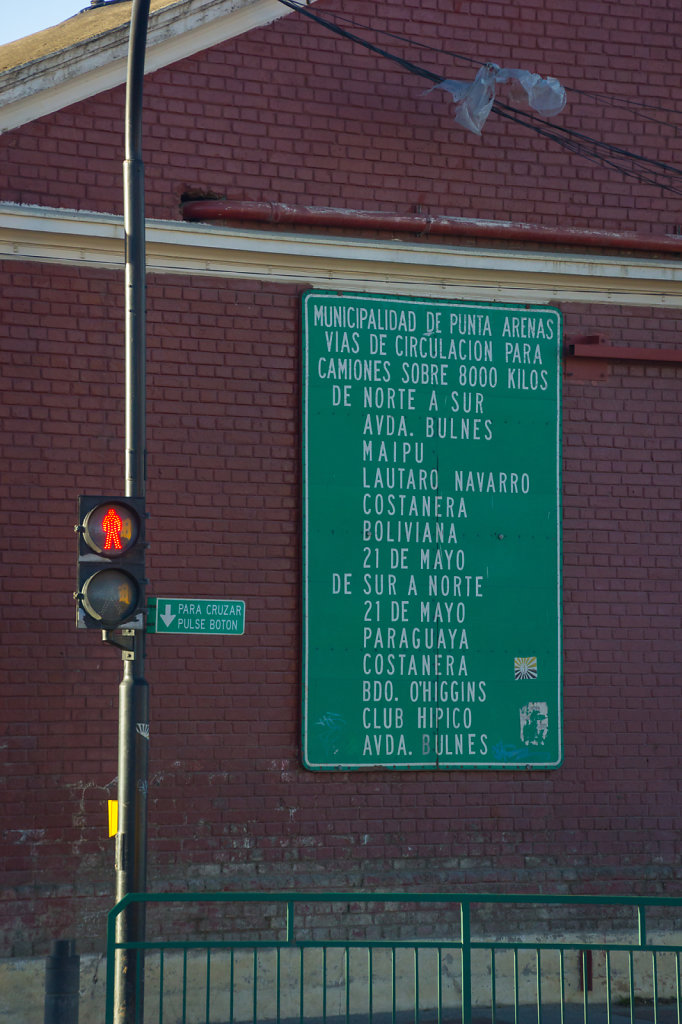 MUNICIPALIDAD DE PUNTA ARENAS
VIAS DE CIRCULACION PARA
CAMIONES SOBRE 8000 KILOS
DE NORTE A SUR
AVDA. BULNES
MAIPU
LAUTARO NAVARRO
COSTANERA
BOLIVIANA
21 DE MAYO
DE SUR A NORTE
21 DE MAYO
PARAGUAYA
COSTANERA
BDO. O'HIGGINS
CLUB HIPICO
AVDA. BULNES
PARA CRUZAR
PULSE BOTON